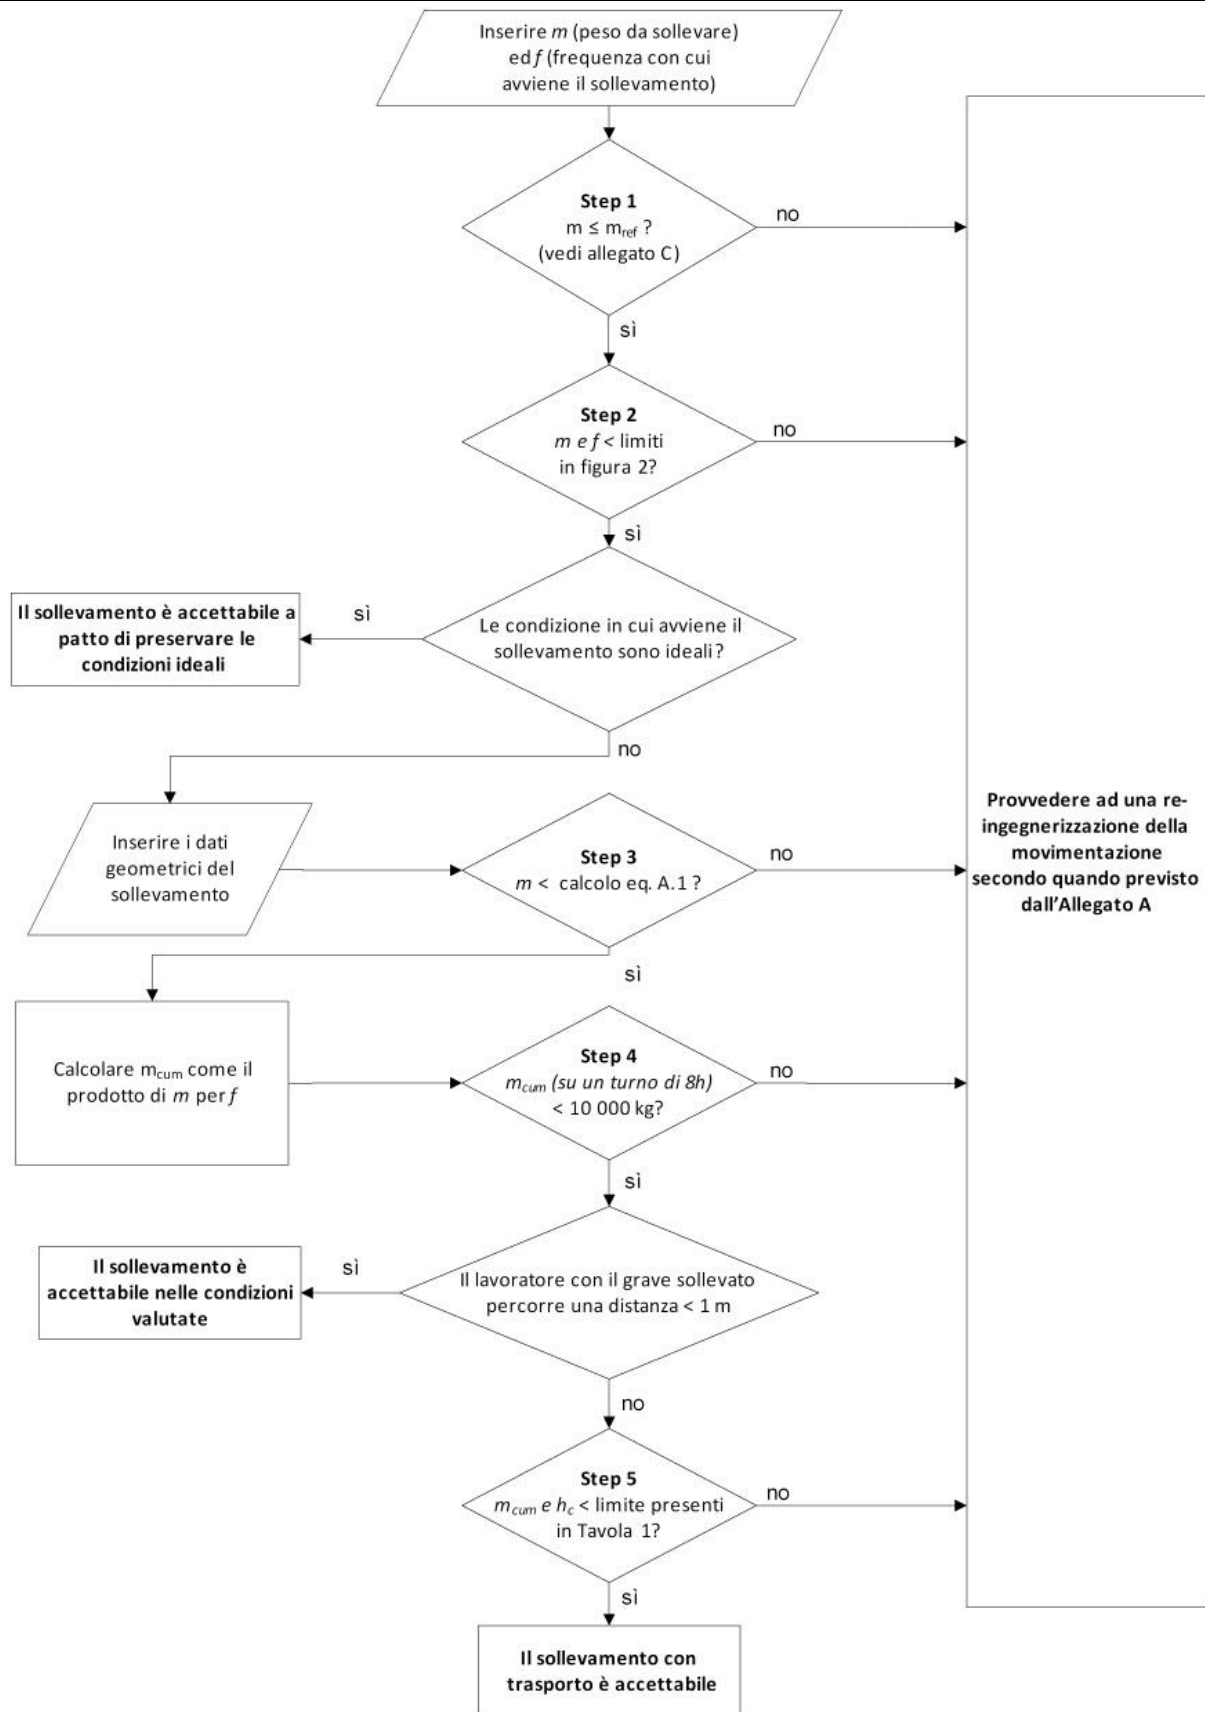 Inserire m (peso da sollevare)
ed f (frequenza con cui
avviene il sollevamento)
Step 1
m ≤ mref ?
(vedi allegato C)
no
sì
Step 2
m e f < limiti
in figura 2?
no
sì
Le condizione in cui avviene il
sollevamento sono ideali?
sì
Il sollevamento è accettabile a
patto di preservare le
condizioni ideali
no
Inserire i dati
geometrici del
sollevamento
Step 3
m < calcolo eq. A.1 ?
no
Provvedere ad una re-
ingegnerizzazione della
movimentazione
secondo quando previsto
dall'Allegato A
sì
Calcolare mcum come il
prodotto di m per f
Step 4
mcum (su un turno di 8h)
< 10 000 kg?
no
sì
Il lavoratore con il grave sollevato
percorre una distanza < 1 m
sì
Il sollevamento è
accettabile nelle condizioni
valutate
no
Step 5
mcum e hc < limite presenti
in Tavola 1?
no
sì
Il sollevamento con
trasporto è accettabile